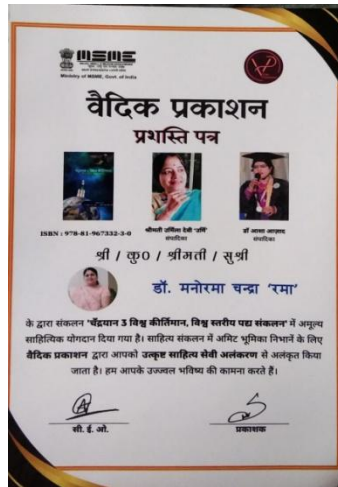 MSME
Ministry of MSME, Govt. of India
वैदिक प्रकाशन
प्रशस्ति पत्र
ISBN : 978-81-967332-3-0
श्रीमती उर्मिला देवी 'उर्मि'
संपादिका
डॉ आशा आज़ाद
संपादिका
श्री / कु0 / श्रीमती / सुश्री
डॉ. मनोरमा चन्द्रा 'रमा'
के द्वारा संकलन 'चँद्रयान 3 विश्व कीर्तिमान, विश्व स्तरीय पद्य संकलन' में अमूल्य
साहित्यिक योगदान दिया गया है। साहित्य संकलन में अमिट भूमिका निभाने के लिए
वैदिक प्रकाशन द्वारा आपको उत्कृष्ट साहित्य सेवी अलंकरण से अलंकृत किया
जाता है। हम आपके उज्ज्वल भविष्य की कामना करते हैं।
सी. ई. ओ.
प्रकाशक